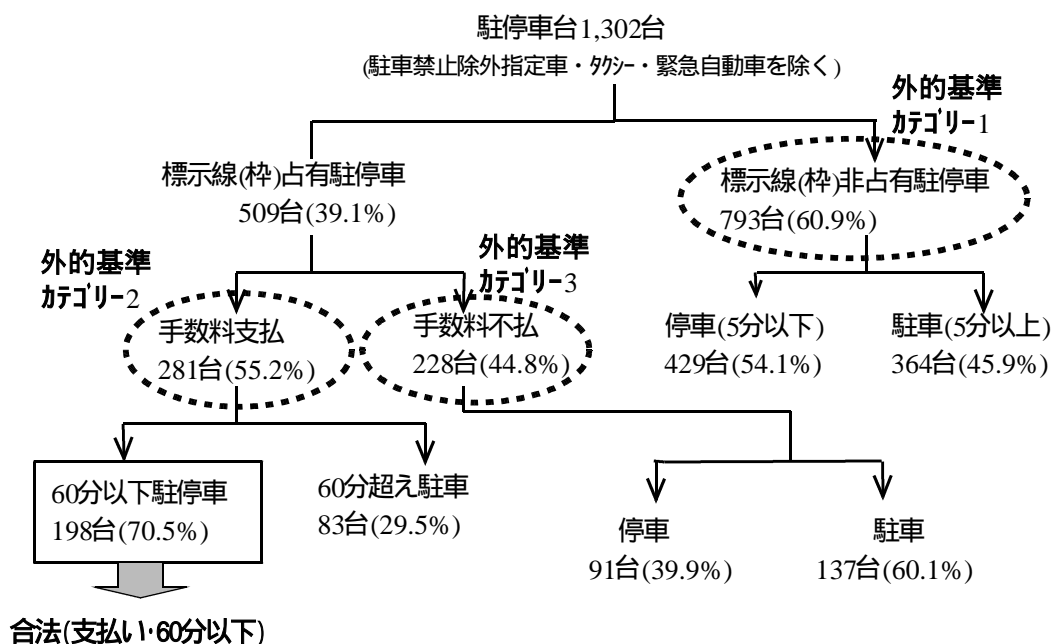 駐停車台1,302台
(駐車禁止除外指定車・ﾀｸｼｰ・緊急自動車を除く)
外的基準
ｶﾃｺﾞﾘｰ1
標示線(枠)占有駐停車
509台(39.1%)
標示線(枠)非占有駐停車
793台(60.9%)
外的基準
ｶﾃｺﾞﾘｰ2
外的基準
ｶﾃｺﾞﾘｰ3
手数料支払
281台(55.2%)
手数料不払
228台(44.8%)
停車(5分以下)
429台(54.1%)
駐車(5分以上)
364台(45.9%)
60分以下駐停車
198台(70.5%)
60分超え駐車
83台(29.5%)
停車
91台(39.9%)
駐車
137台(60.1%)
合法(支払い･60分以下)